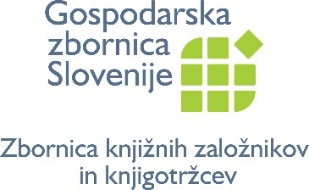 Gospodarska
zbornica
Slovenije
Zbornica knjižnih založnikov
in knjigotržcev